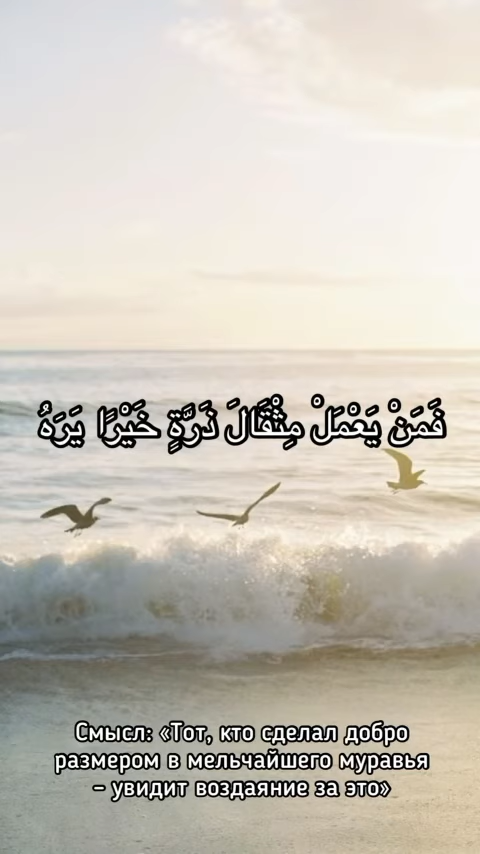 فَمَنْ يَعْمَلْ مِثْقَالَ ذَرَّةٍ خَيْرًا يَرَهُ
Смысл: «Тот, кто сделал добро
размером в мельчайшего муравья
– увидит воздаяние за это»